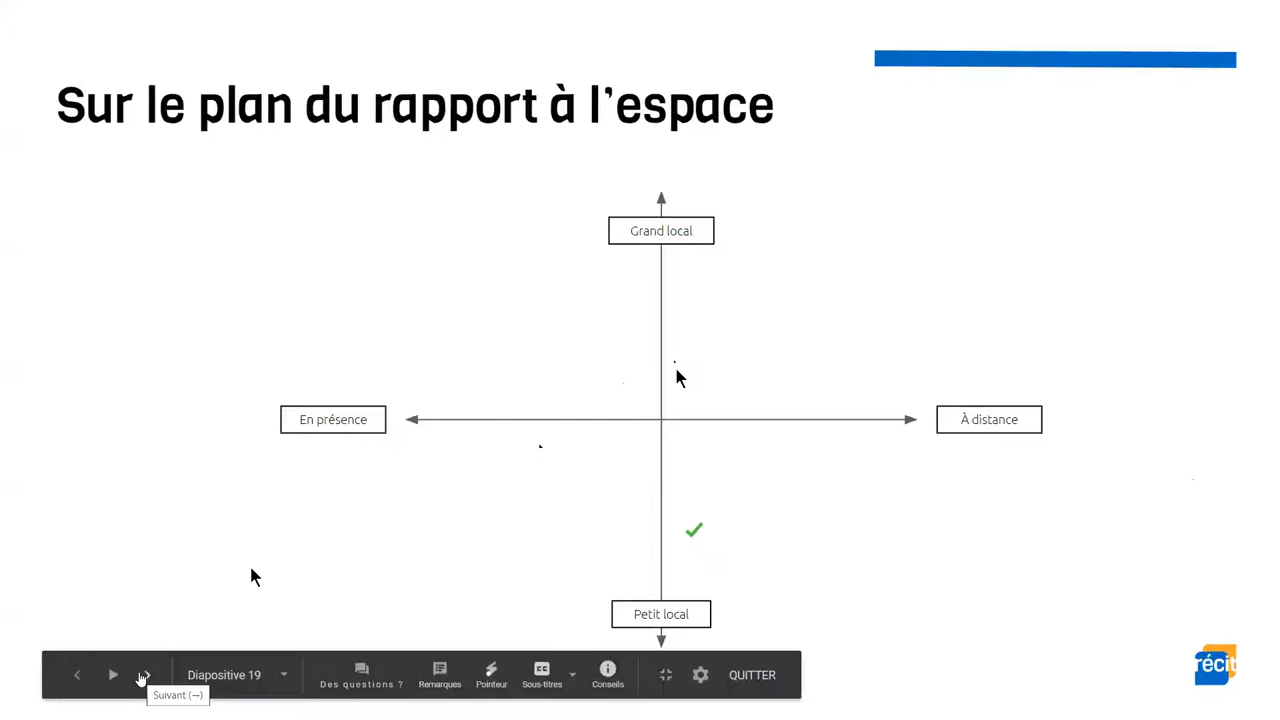 Sur le plan du rapport à l'espace
Grand local
En présence
À distance
Petit local
Diapositive 19
Des questions ?
Remarques
Pointeur
CC
Sous-titres
Conseils
QUITTER
Suivant (→)
récit